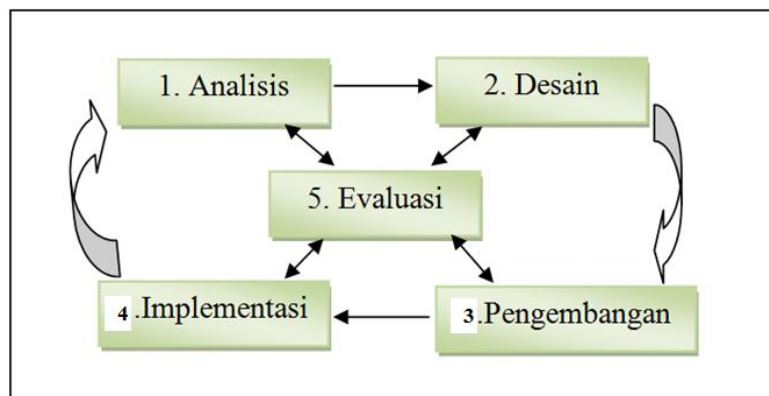 1. Analisis
2. Desain
5. Evaluasi
4.Implementasi
3.Pengembangan